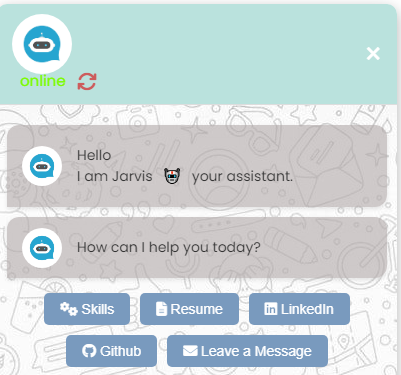 online
Hello
I am Jarvis your assistant.
How can I help you today?
Skills Resume LinkedIn
Github Leave a Message